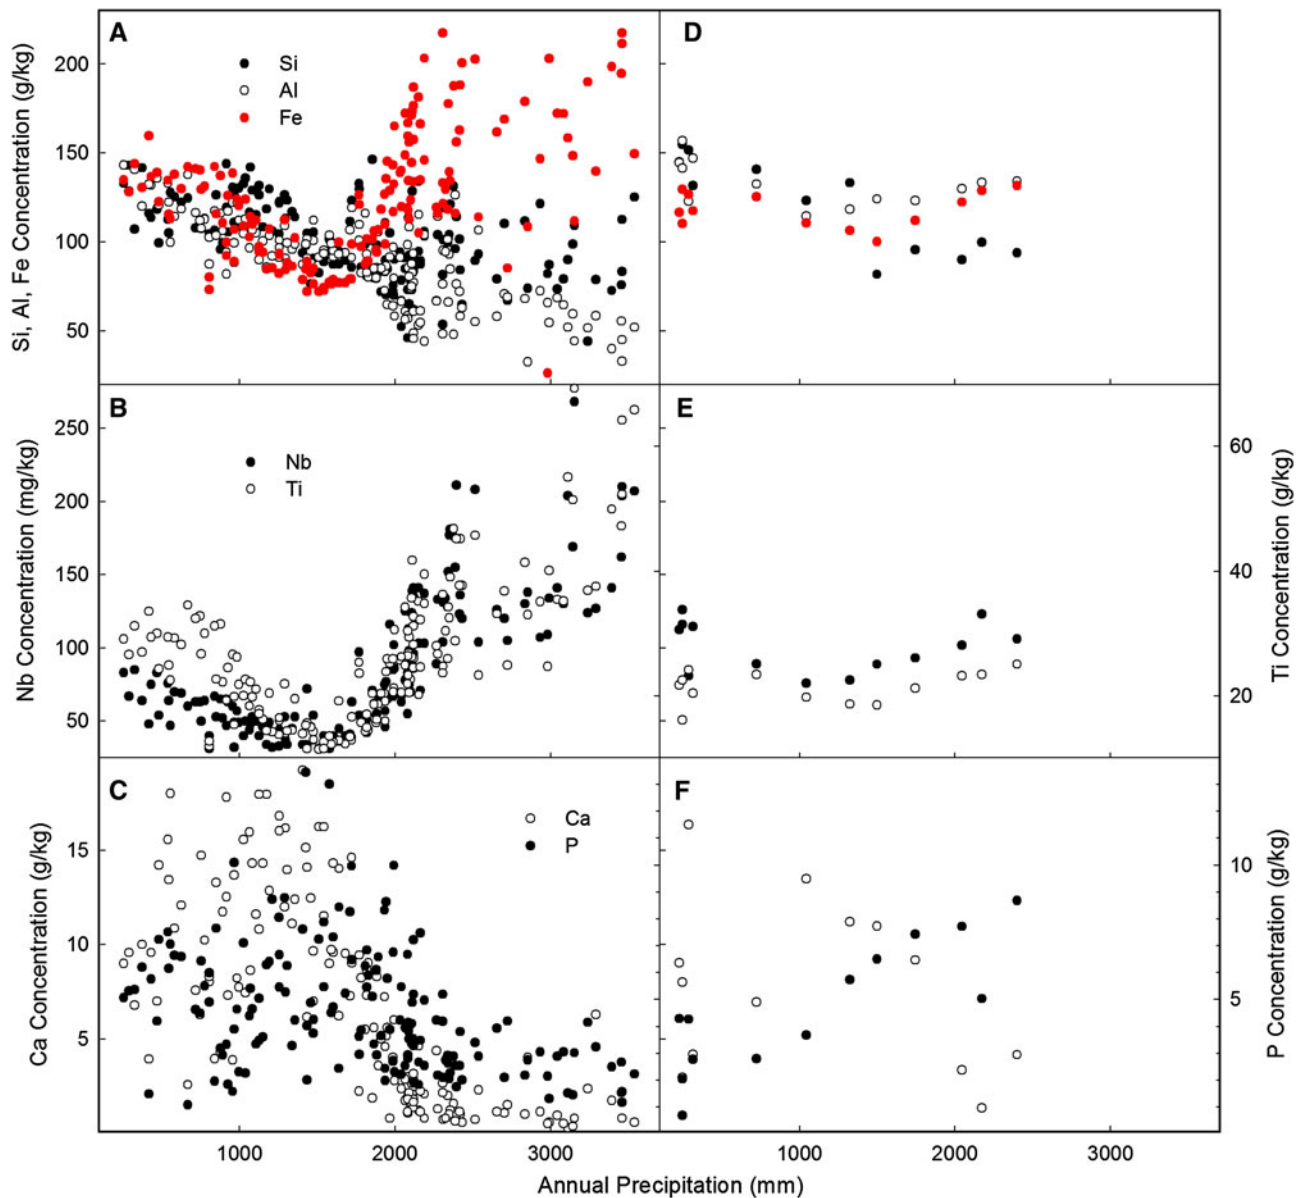 A
D
Si, Al, Fe Concentration (g/kg)
200
150
100
50
Si
Al
Fe
B
E
Nb Concentration (mg/kg)
250
200
150
100
50
Nb
Ti
60
40
20
Ti Concentration (g/kg)
C
F
Ca Concentration (g/kg)
15
10
5
Ca
P
10
5
P Concentration (g/kg)
1000 2000 3000 1000 2000 3000
Annual Precipitation (mm)